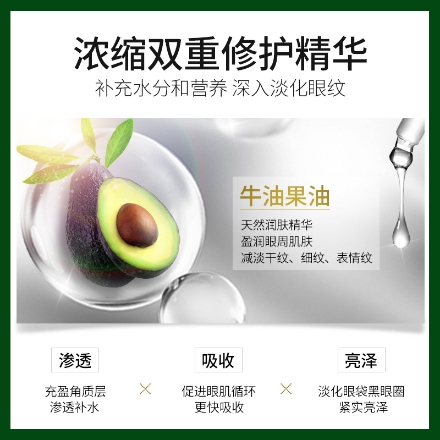 浓缩双重修护精华
补充水分和营养 深入淡化眼纹
牛油果油
天然润肤精华
盈润眼周肌肤
减淡干纹、细纹、表情纹
渗透
充盈角质层
渗透补水
吸收
促进眼肌循环
更快吸收
亮泽
淡化眼袋黑眼圈
紧实亮泽